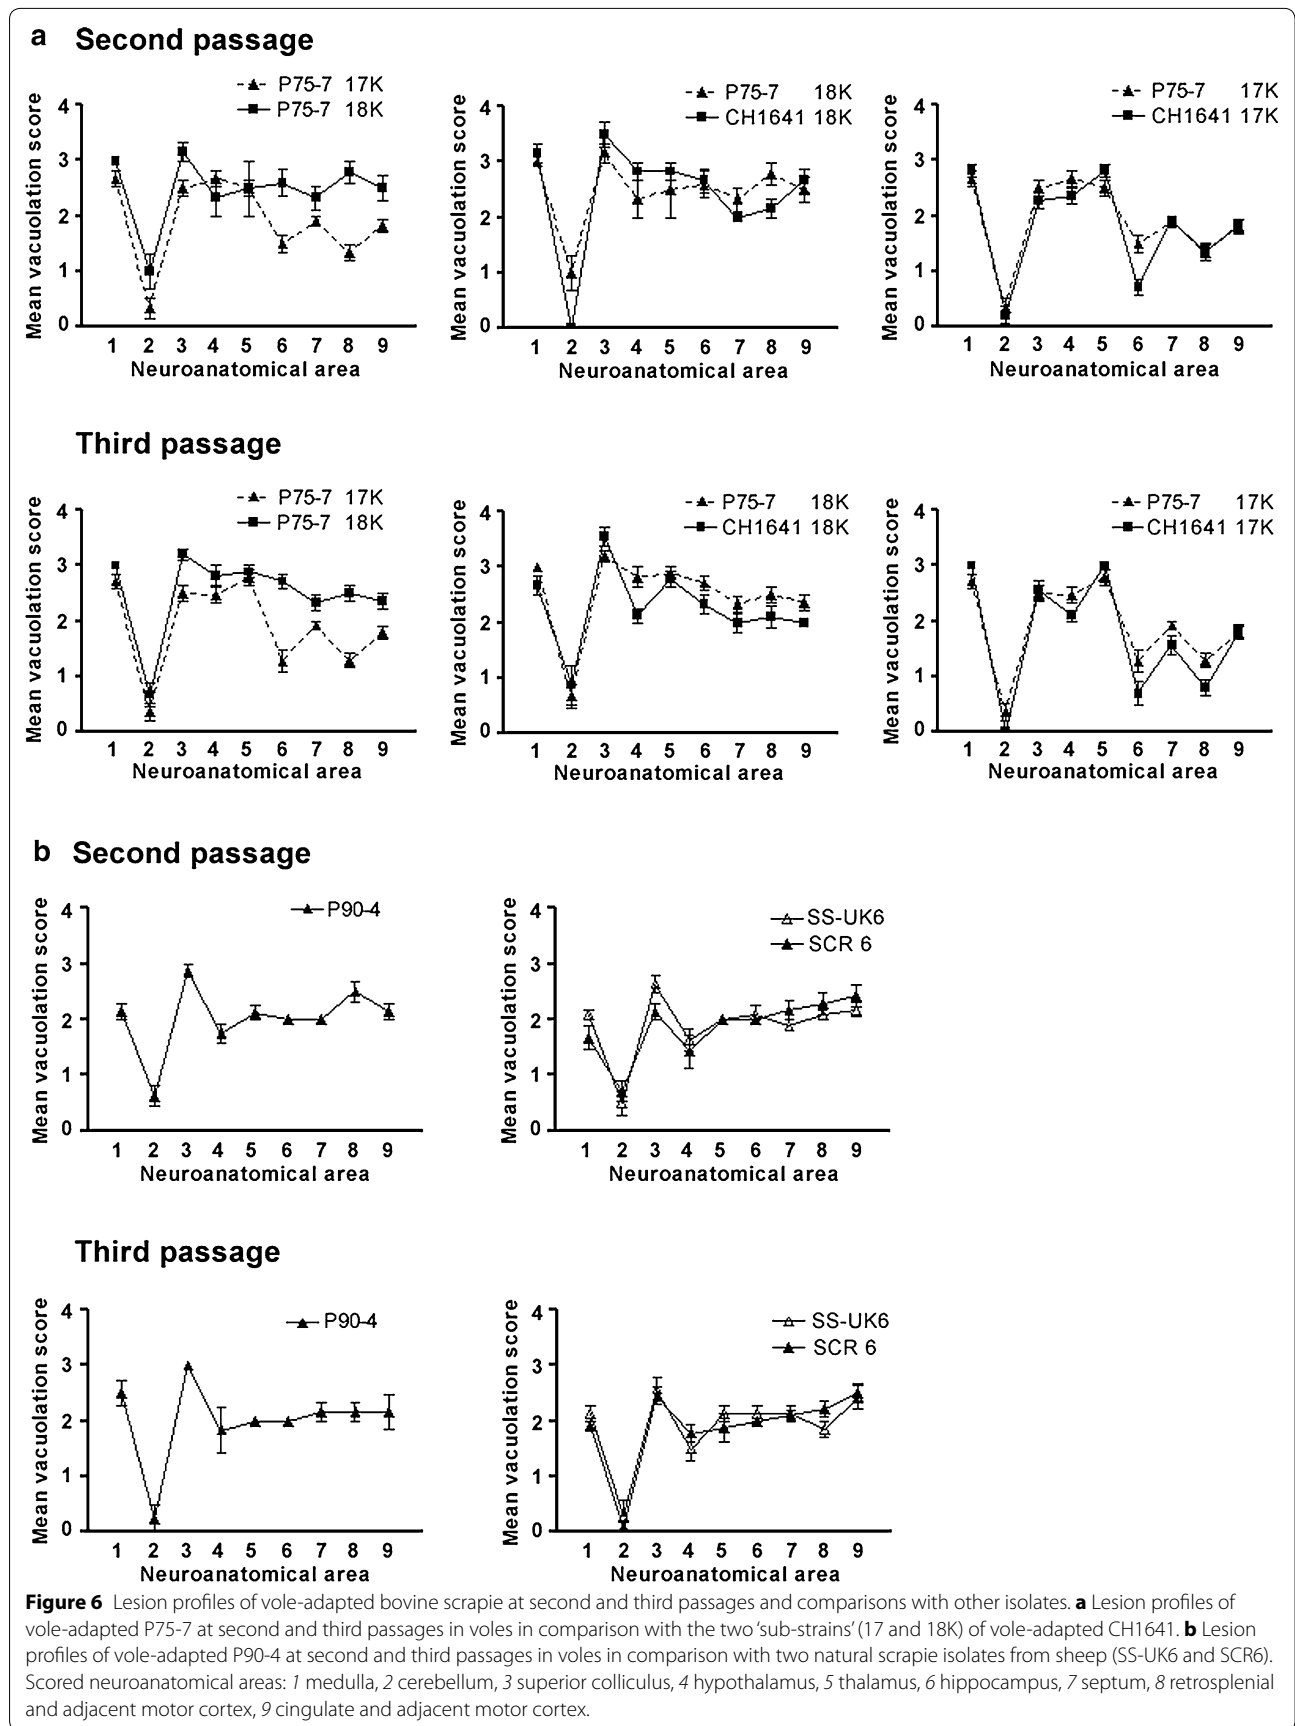 a Second passage
P75-7 17K
P75-7 18K
Mean vacuolation score
4
3
2
1
0
1 2 3 4 5 6 7 8 9
Neuroanatomical area
P75-7 18K
CH1641 18K
Mean vacuolation score
4
3
2
1
0
1 2 3 4 5 6 7 8 9
Neuroanatomical area
P75-7 17K
CH1641 17K
Mean vacuolation score
4
3
2
1
0
1 2 3 4 5 6 7 8 9
Neuroanatomical area
Third passage
P75-7 17K
P75-7 18K
Mean vacuolation score
4
3
2
1
0
1 2 3 4 5 6 7 8 9
Neuroanatomical area
P75-7 18K
CH1641 18K
Mean vacuolation score
4
3
2
1
0
1 2 3 4 5 6 7 8 9
Neuroanatomical area
P75-7 17K
CH1641 17K
Mean vacuolation score
4
3
2
1
0
1 2 3 4 5 6 7 8 9
Neuroanatomical area
b Second passage
P90-4
Mean vacuolation score
4
3
2
1
0
1 2 3 4 5 6 7 8 9
Neuroanatomical area
SS-UK6
SCR 6
Mean vacuolation score
4
3
2
1
0
1 2 3 4 5 6 7 8 9
Neuroanatomical area
Third passage
P90-4
Mean vacuolation score
4
3
2
1
0
1 2 3 4 5 6 7 8 9
Neuroanatomical area
SS-UK6
SCR 6
Mean vacuolation score
4
3
2
1
0
1 2 3 4 5 6 7 8 9
Neuroanatomical area
Figure 6 Lesion profiles of vole-adapted bovine scrapie at second and third passages and comparisons with other isolates. a Lesion profiles of
vole-adapted P75-7 at second and third passages in voles in comparison with the two ‘sub-strains’ (17 and 18K) of vole-adapted CH1641. b Lesion
profiles of vole-adapted P90-4 at second and third passages in voles in comparison with two natural scrapie isolates from sheep (SS-UK6 and SCR6).
Scored neuroanatomical areas: 1 medulla, 2 cerebellum, 3 superior colliculus, 4 hypothalamus, 5 thalamus, 6 hippocampus, 7 septum, 8 retrosplenial
and adjacent motor cortex, 9 cingulate and adjacent motor cortex.